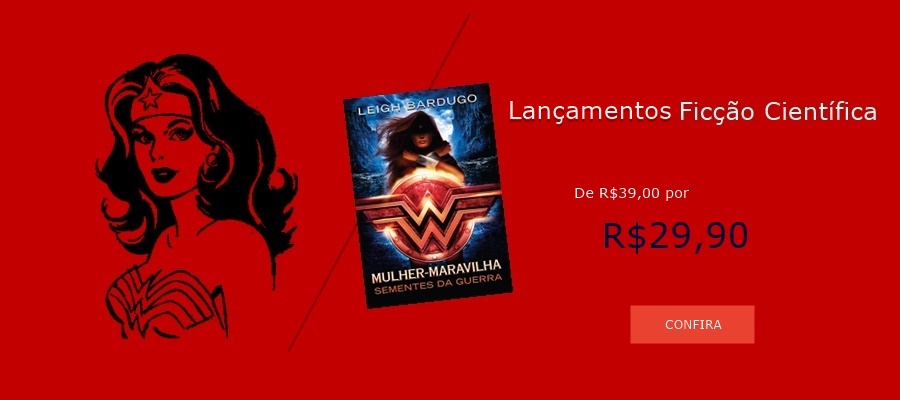 LEIGH BARDUGO
MULHER-MARAVILHA
SEMENTES DA GUERRA
Lançamentos Ficção Científica
De R$39,00 por
R$29,90
CONFIRA